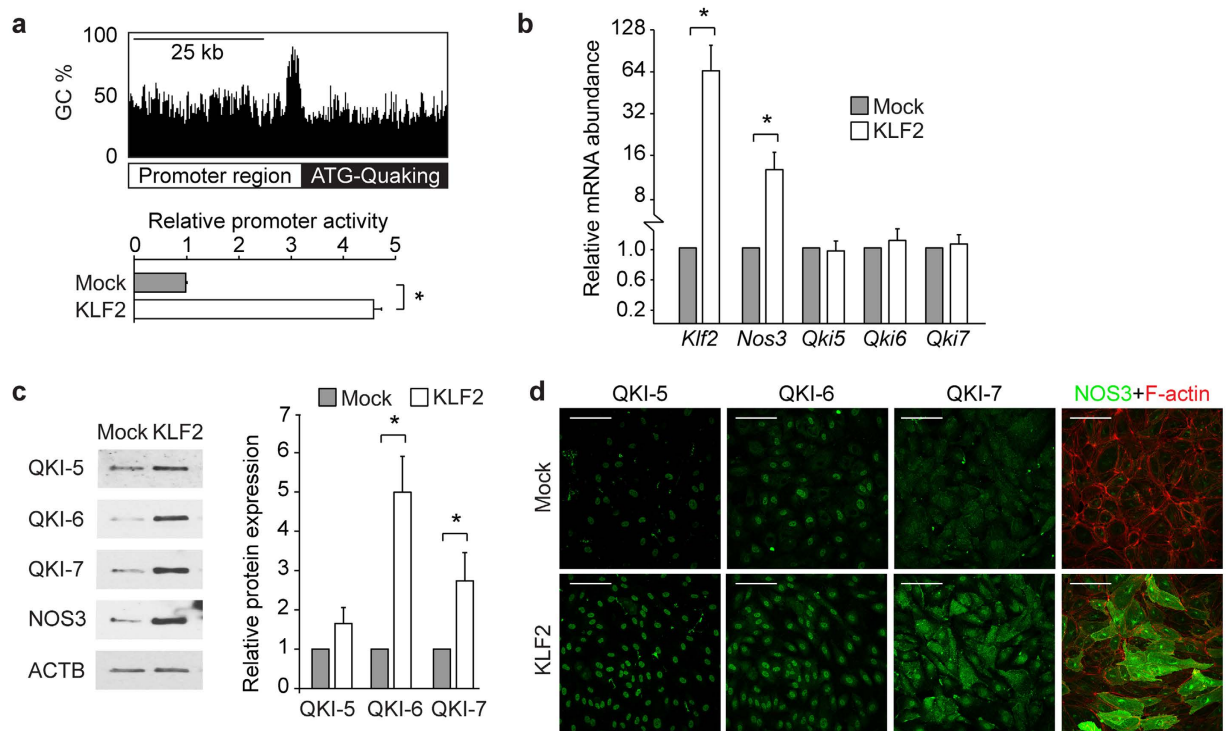 a
100
25 kb
GC %
50
0
Promoter region ATG-Quaking
Relative promoter activity
0 1 2 3 4 5
Mock
KLF2
*
b
128
64
32
16
8
1.0
0.6
0.2
Relative mRNA abundance
* *
Mock
KLF2
Klf2 Nos3 Qki5 Qki6 Qki7
c
Mock KLF2
QKI-5
QKI-6
QKI-7
NOS3
ACTB
Mock KLF2
7
6
5
4
3
2
1
0
Relative protein expression
* *
QKI-5 QKI-6 QKI-7
d
QKI-5 QKI-6 QKI-7 NOS3+F-actin
Mock
KLF2